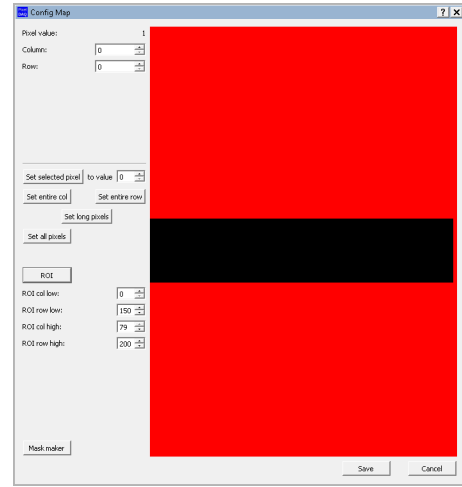 Config Map
Pixel value: 1
Column: 0
Row: 0
Set selected pixel to value 0
Set entire col Set entire row
Set long pixels
Set all pixels
ROI
ROI col low: 0
ROI row low: 150
ROI col high: 79
ROI row high: 200
Mask maker
Save Cancel